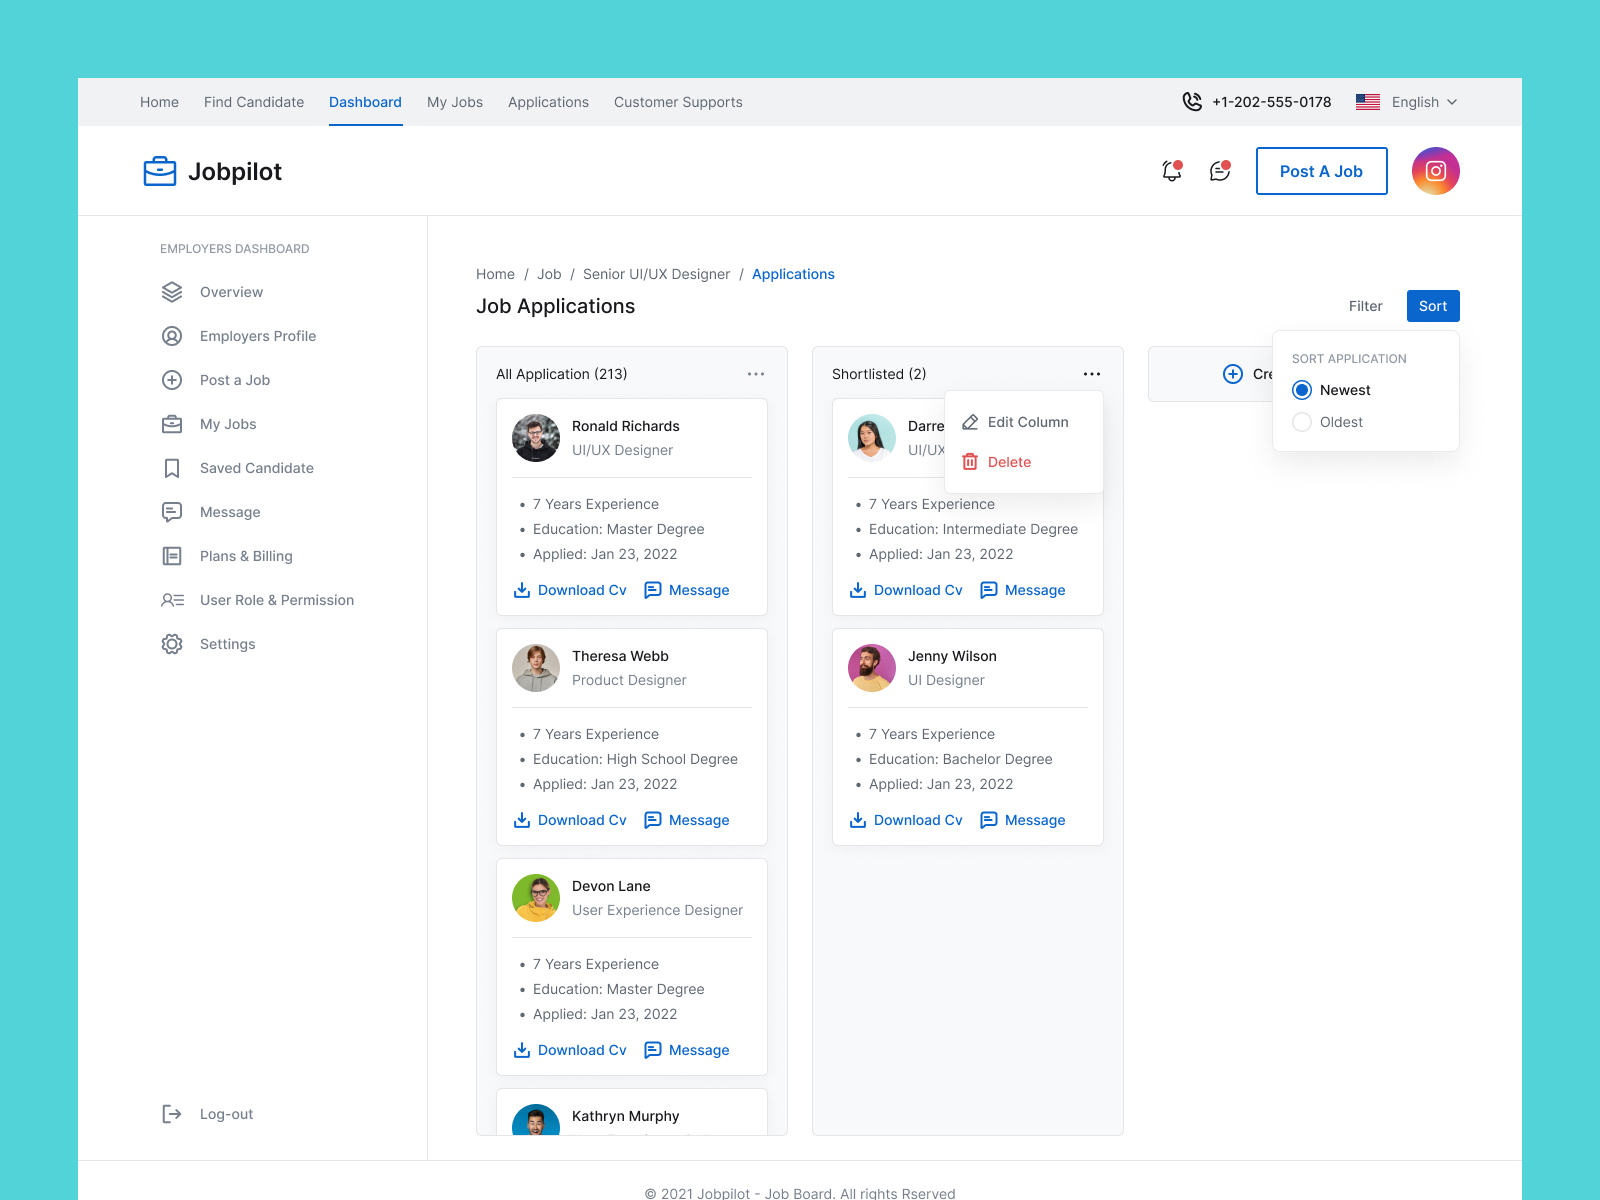 Home Find Candidate Dashboard My Jobs Applications Customer Supports +1-202-555-0178 English
Jobpilot Post A Job
EMPLOYERS DASHBOARD
Overview
Employers Profile
Post a Job
My Jobs
Saved Candidate
Message
Plans & Billing
User Role & Permission
Settings
Log-out
Home / Job / Senior UI/UX Designer / Applications
Job Applications Filter Sort
SORT APPLICATION
Newest
Oldest
All Application (213)
Ronald Richards
UI/UX Designer
• 7 Years Experience
• Education: Master Degree
• Applied: Jan 23, 2022
Download Cv Message
Theresa Webb
Product Designer
• 7 Years Experience
• Education: High School Degree
• Applied: Jan 23, 2022
Download Cv Message
Devon Lane
User Experience Designer
• 7 Years Experience
• Education: Master Degree
• Applied: Jan 23, 2022
Download Cv Message
Kathryn Murphy
Shortlisted (2)
Edit Column
Delete
Darre
UI/UX
• 7 Years Experience
• Education: Intermediate Degree
• Applied: Jan 23, 2022
Download Cv Message
Jenny Wilson
UI Designer
• 7 Years Experience
• Education: Bachelor Degree
• Applied: Jan 23, 2022
Download Cv Message
Cre
© 2021 Jobpilot - Job Board. All rights Rserved